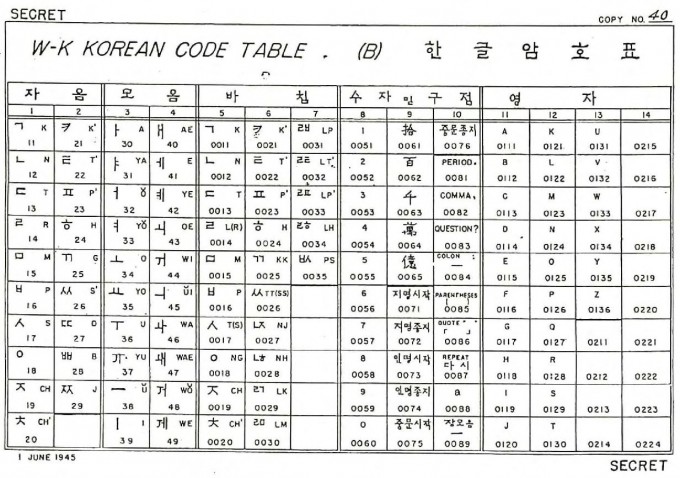 SECRET COPY NO. 40
W-K KOREAN CODE TABLE . (B) 한 글 암 호 표
자 음 모 음 바 침 수 자 및 구 점 영 자
1 2 3 4 5 6 7 8 9 10 11 12 13 14
ㄱ K ㅋ K' ㅏ A ㅐ AE ㄱ K ㅋ K' ㄼ LP 1 拾 중문종지 A K U
11 21 30 40 0011 0021 0031 0051 0061 0076 0111 0121 0131 0215
ㄴ N ㅌ T' ㅑ YA ㅔ E ㄴ N ㅌ T' ㄾ LT' 2 百 PERIOD. B L V
12 22 31 41 0012 0022 0032 0052 0062 0081 0112 0122 0132 0216
ㄷ T ㅍ P' ㅓ Ŏ ㅖ YE ㄷ T ㅍ P' ㄿ LP' 3 千 COMMA, C M W
13 23 32 42 0013 0023 0033 0053 0063 0082 0113 0123 0133 0217
ㄹ R ㅎ H ㅕ YŎ ㅚ OE ㄹ L(R) ㅎ H ㅀ LH 4 萬 QUESTION? D N X
14 24 33 43 0014 0024 0034 0054 0064 0083 0114 0124 0134 0218
ㅁ M ㄲ G ㅗ O ㅟ WI ㅁ M ㄲ KK ㅄ PS 5 億 COLON : E O Y
15 25 34 44 0015 0025 0035 0055 0065 0084 0115 0125 0135 0219
ㅂ P ㅆ S' ㅛ YO ㅢ ŬI ㅂ P ㅆ TT(SS) 6 지명시작 PARENTHESES F P Z
16 26 35 45 0016 0026 0056 0071 0085 0116 0126 0136 0220
ㅅ S ㄸ D ㅜ U ㅘ WA ㅅ T(S) ㄵ NJ 7 지명종지 QUOTE " " 「 」 G Q
17 27 36 46 0017 0027 0057 0072 0086 0117 0127 0211 0221
ㅇ ㅃ B ㅠ YU ㅙ WAE ㅇ NG ㄶ NH 8 인명시작 REPEAT 다시 H R
18 28 37 47 0018 0028 0058 0073 0087 0118 0128 0212 0222
ㅈ CH ㅉ J ㅡ Ŭ ㅝ WŎ ㅈ CH ㄺ LK 9 인명종지 a I S
19 29 38 48 0019 0029 0059 0074 0088 0119 0129 0213 0223
ㅊ CH' ㅣ I ㅞ WE ㅊ CH' ㄻ LM 0 중문시작 잡모음 J T
20 39 49 0020 0030 0060 0075 0089 0120 0130 0214 0224
1 JUNE 1945
SECRET